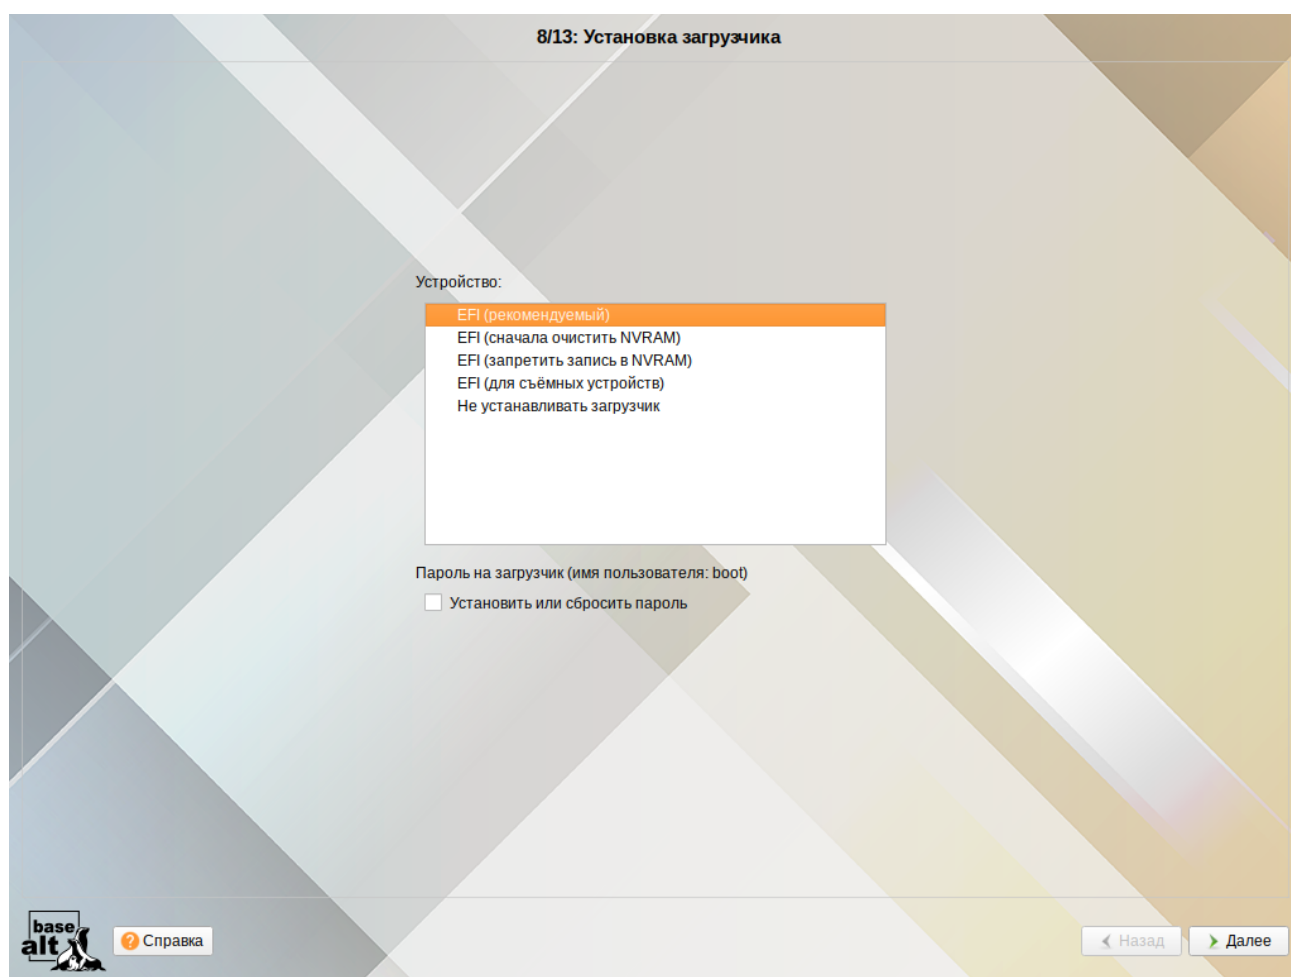 8/13: Установка загрузчика
Устройство:
EFI (рекомендуемый)
EFI (сначала очистить NVRAM)
EFI (запретить запись в NVRAM)
EFI (для съёмных устройств)
Не устанавливать загрузчик
Пароль на загрузчик (имя пользователя: boot)
Установить или сбросить пароль
base
alt
? Справка
Назад
Далее